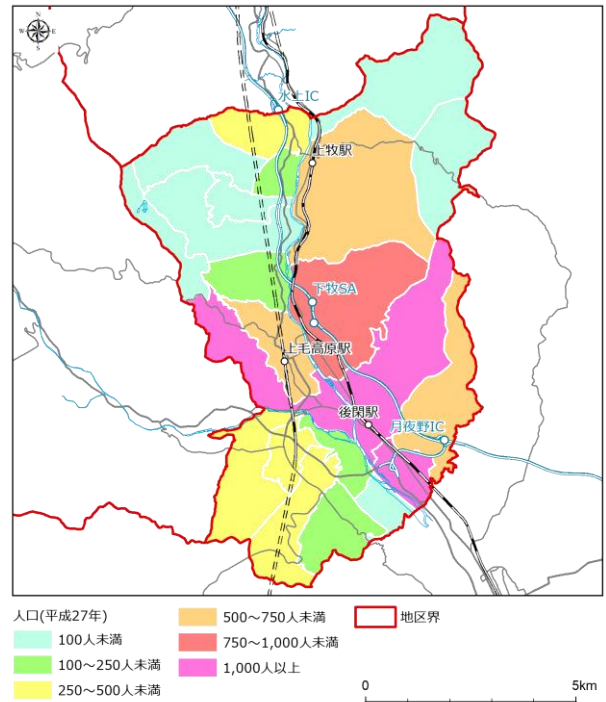 N
W E
S
水上IC
上牧駅
下牧SA
上毛高原駅
後閑駅
月夜野IC
人口(平成27年)
100人未満
100～250人未満
250～500人未満
500～750人未満
750～1,000人未満
1,000人以上
地区界
0 5km